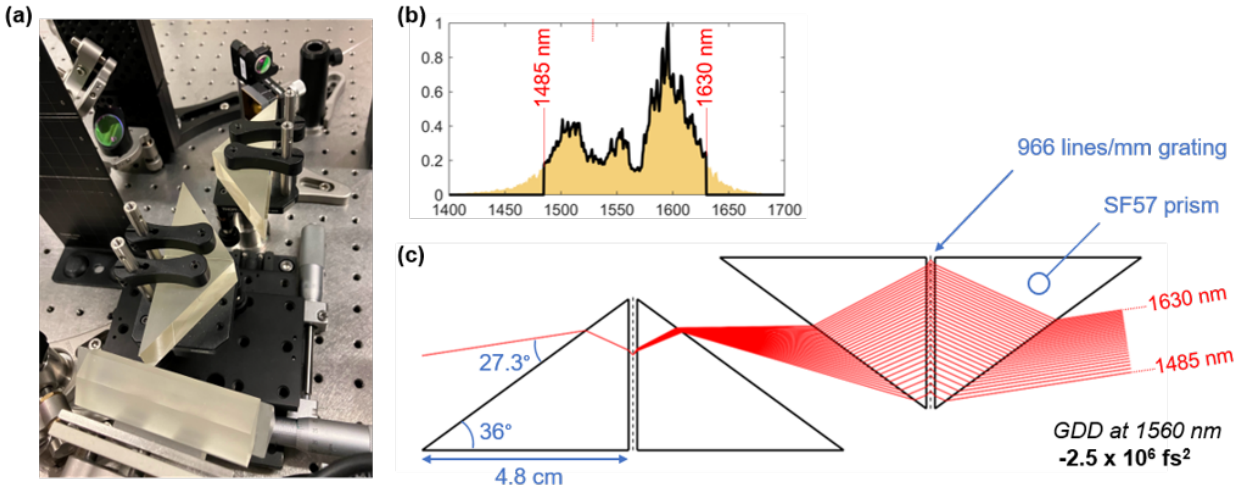 (a)
(b)
1
0.8
0.6
0.4
0.2
0
1485 nm
1630 nm
1400 1450 1500 1550 1600 1650 1700
(c)
966 lines/mm grating
SF57 prism
27.3°
36°
4.8 cm
1630 nm
1485 nm
GDD at 1560 nm
-2.5 x 10⁶ fs²